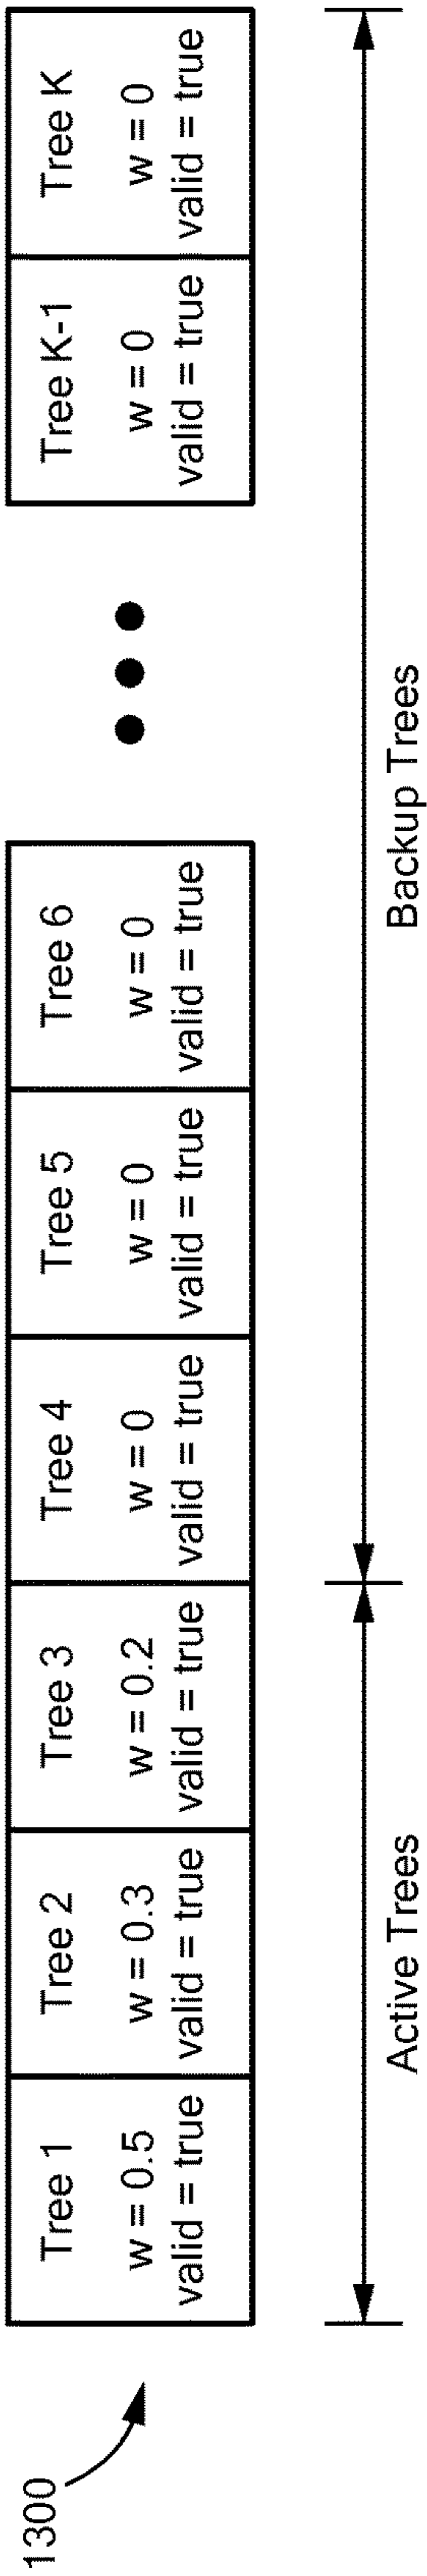 1300
Tree 1
w = 0.5
valid = true
Tree 2
w = 0.3
valid = true
Tree 3
w = 0.2
valid = true
Tree 4
w = 0
valid = true
Tree 5
w = 0
valid = true
Tree 6
w = 0
valid = true
Tree K-1
w = 0
valid = true
Tree K
w = 0
valid = true
Active Trees
Backup Trees